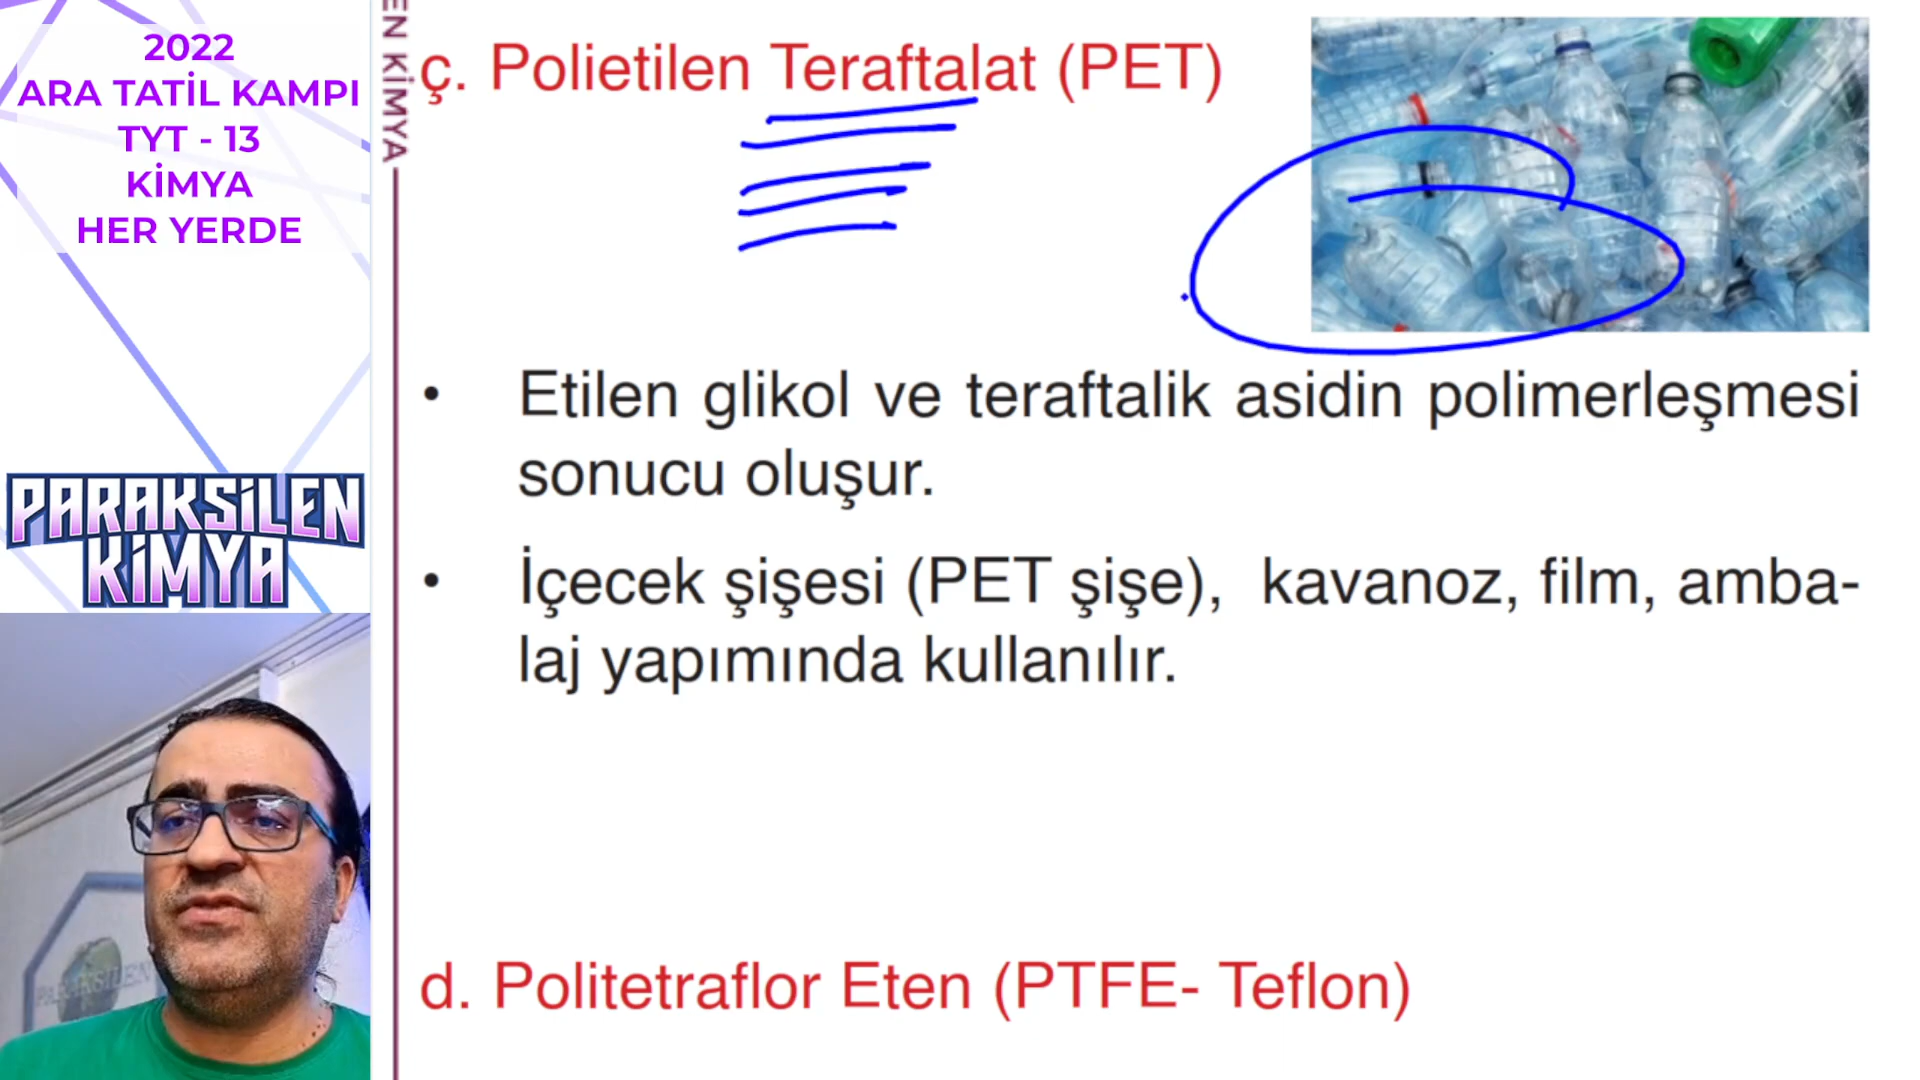 2022
ARA TATİL KAMPI
TYT - 13
KİMYA
HER YERDE
PARAKSİLEN
KİMYA
EN KİMYA
ç. Polietilen Teraftalat (PET)
• Etilen glikol ve teraftalik asidin polimerleşmesi
sonucu oluşur.
• İçecek şişesi (PET şişe), kavanoz, film, amba-
laj yapımında kullanılır.
d. Politetraflor Eten (PTFE- Teflon)
PARAKSİLEN